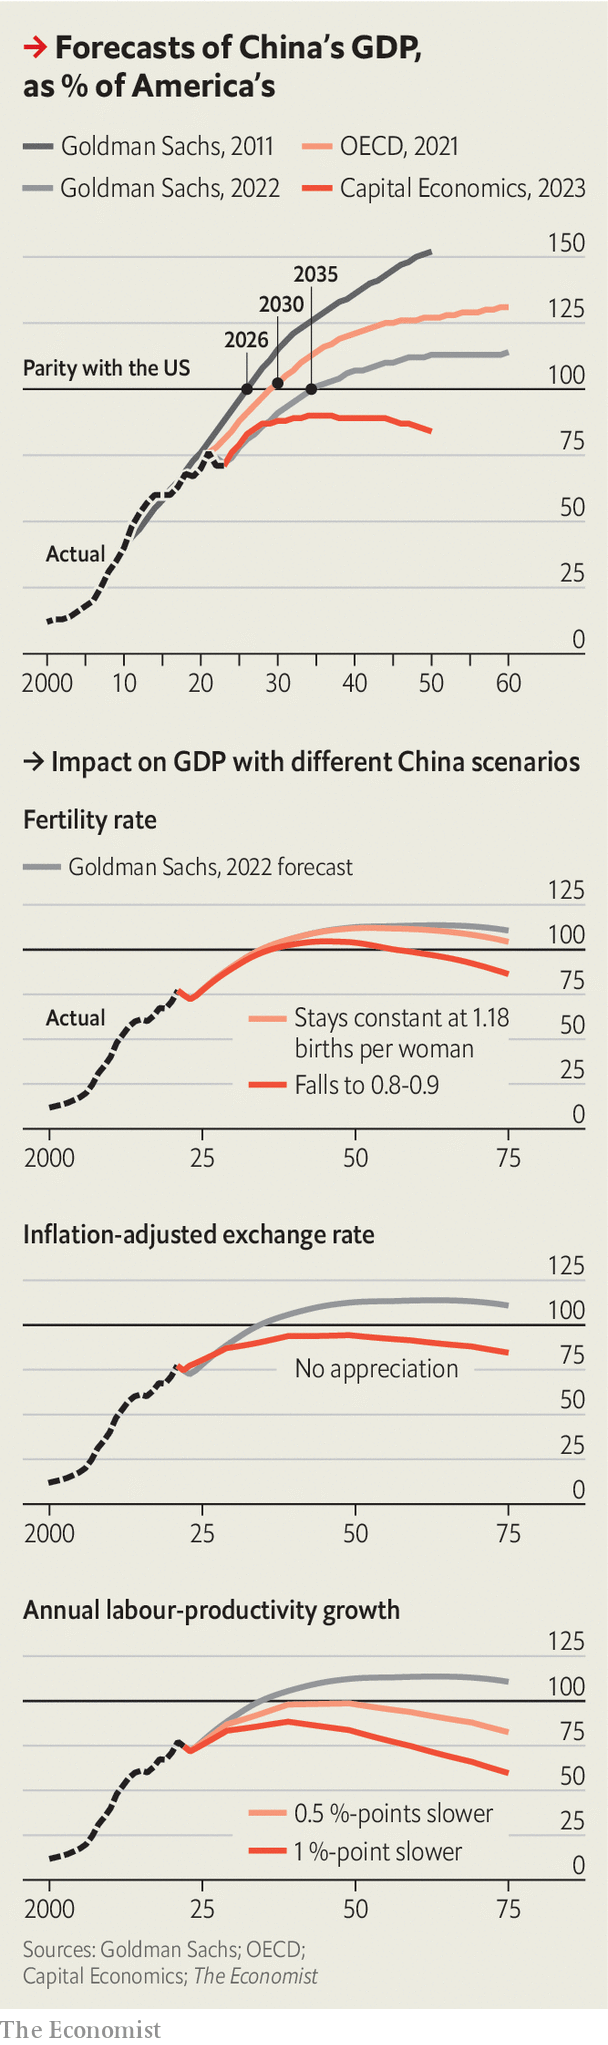 → Forecasts of China's GDP,
as % of America's
Goldman Sachs, 2011
OECD, 2021
Goldman Sachs, 2022
Capital Economics, 2023
150
2035
2030
125
2026
Parity with the US
100
75
50
Actual
25
0
2000 10 20 30 40 50 60
→ Impact on GDP with different China scenarios
Fertility rate
Goldman Sachs, 2022 forecast
125
100
75
Actual
Stays constant at 1.18
births per woman
50
Falls to 0.8-0.9
25
0
2000 25 50 75
Inflation-adjusted exchange rate
125
100
75
No appreciation
50
25
0
2000 25 50 75
Annual labour-productivity growth
125
100
75
50
0.5 %-points slower
25
1 %-point slower
0
2000 25 50 75
Sources: Goldman Sachs; OECD;
Capital Economics; The Economist
The Economist